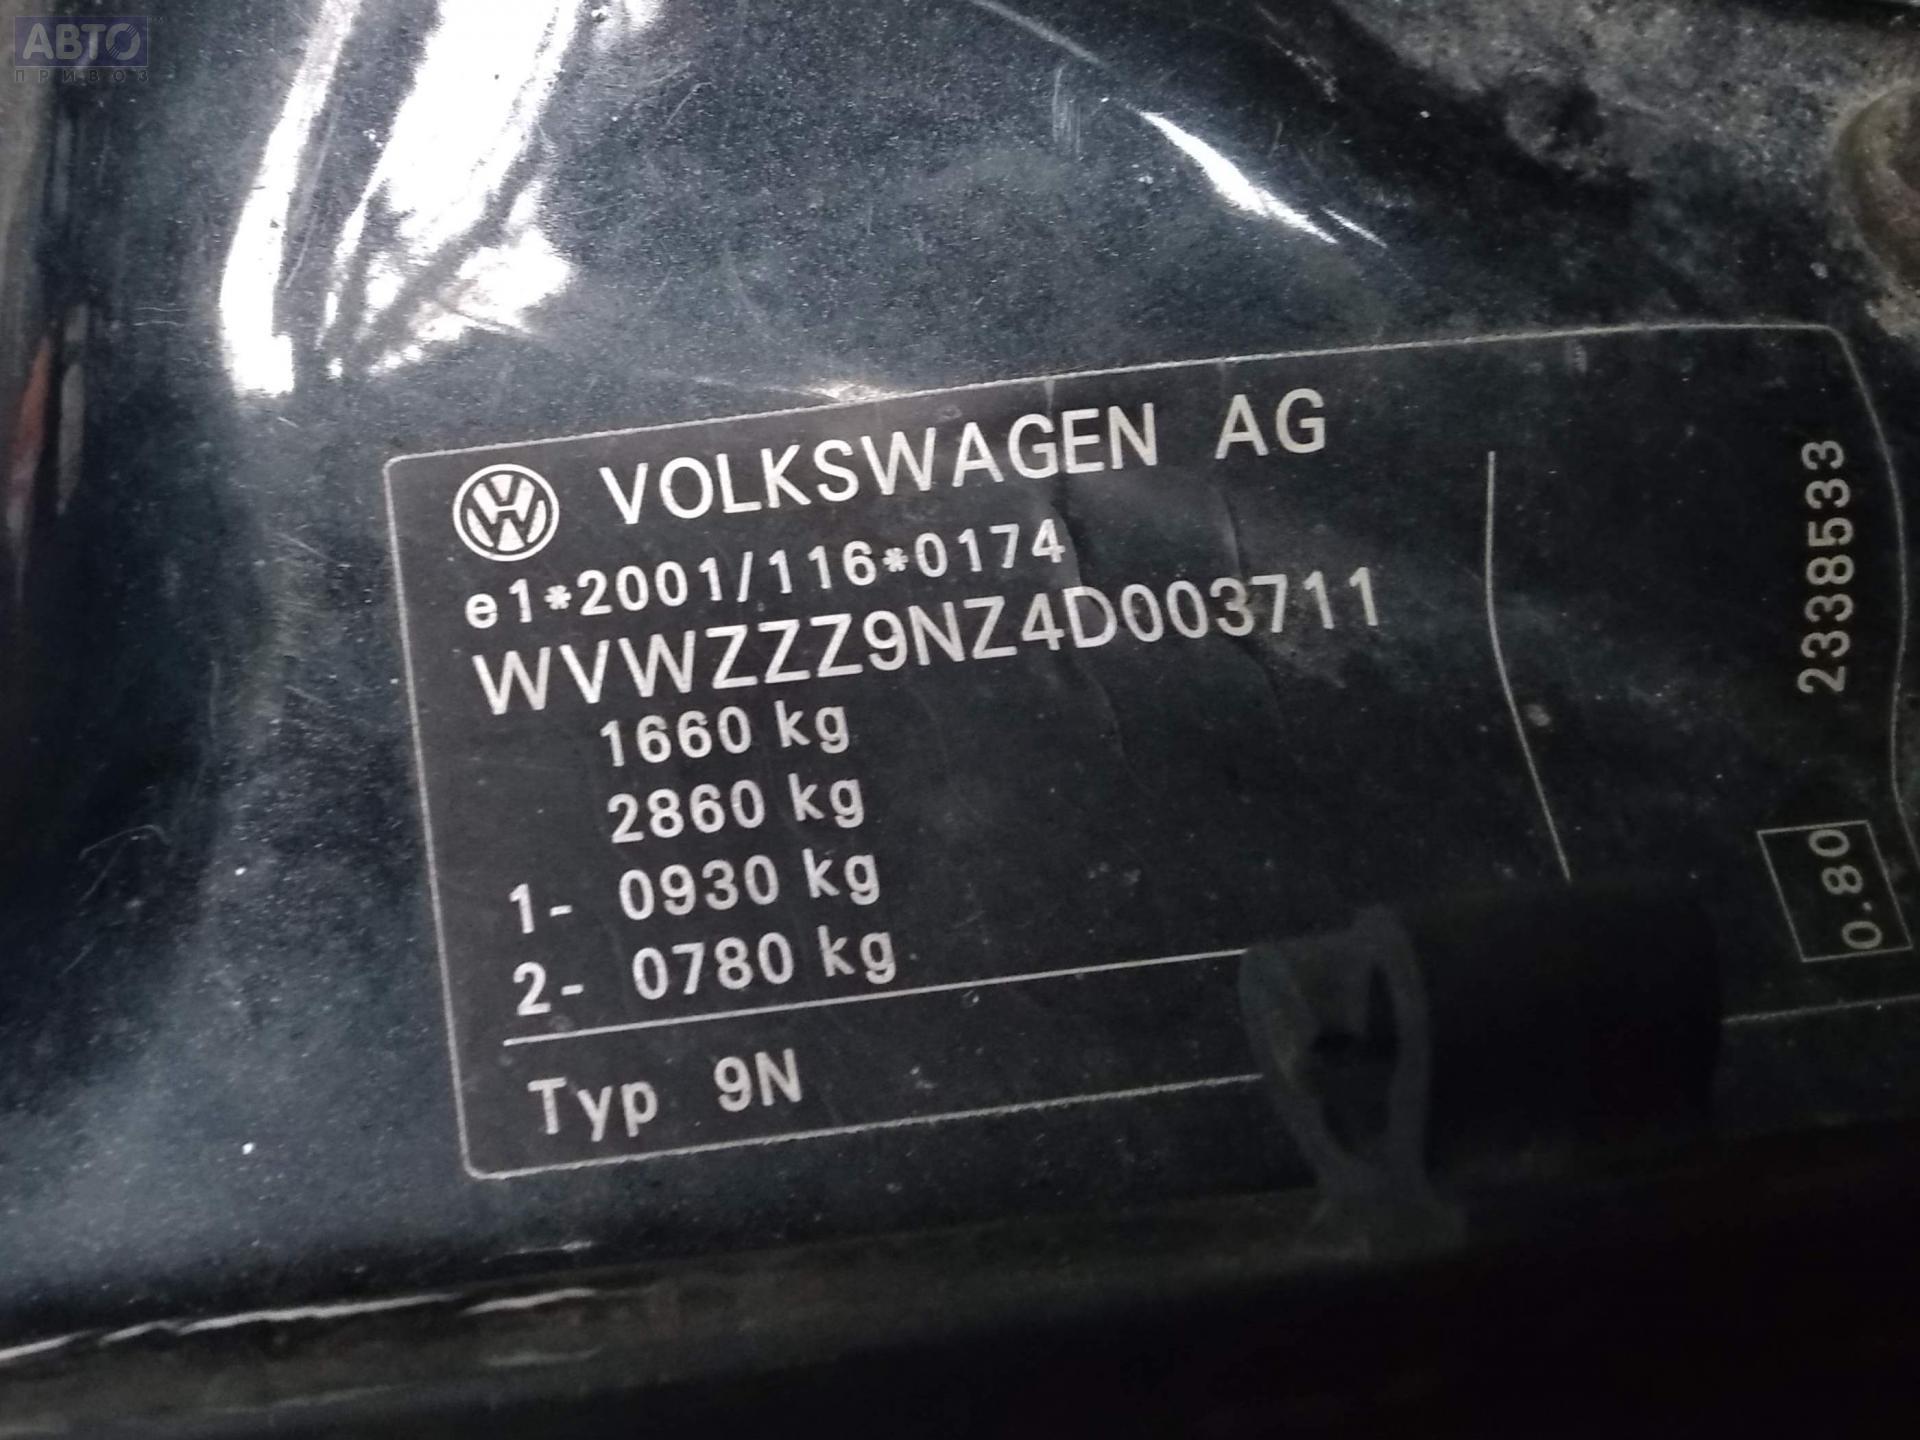 АВТО
ПРИВОЗ
VOLKSWAGEN AG
e1*2001/116*0174
WVWZZZ9NZ4D003711
1660 kg
2860 kg
1- 0930 kg
2- 0780 kg
Typ 9N
2338533
0.80